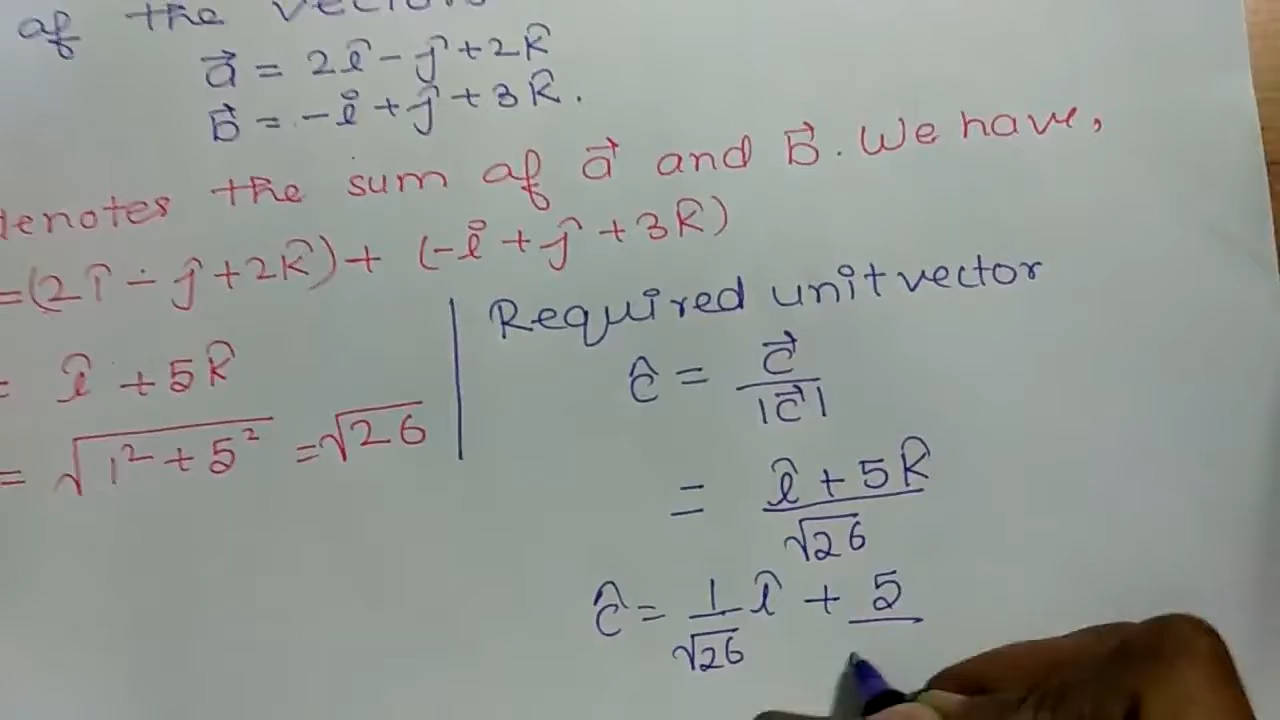 of the vectors
a⃗ = 2î - ĵ + 2k̂
b⃗ = -î + ĵ + 3k̂.
denotes the sum of a⃗ and b⃗. We have,
= (2î - ĵ + 2k̂) + (-î + ĵ + 3k̂)
= î + 5k̂
= √(1² + 5²) = √26
Required unit vector
ĉ = c⃗ / |c⃗|
= (î + 5k̂) / √26
ĉ = 1/√26 î + 5